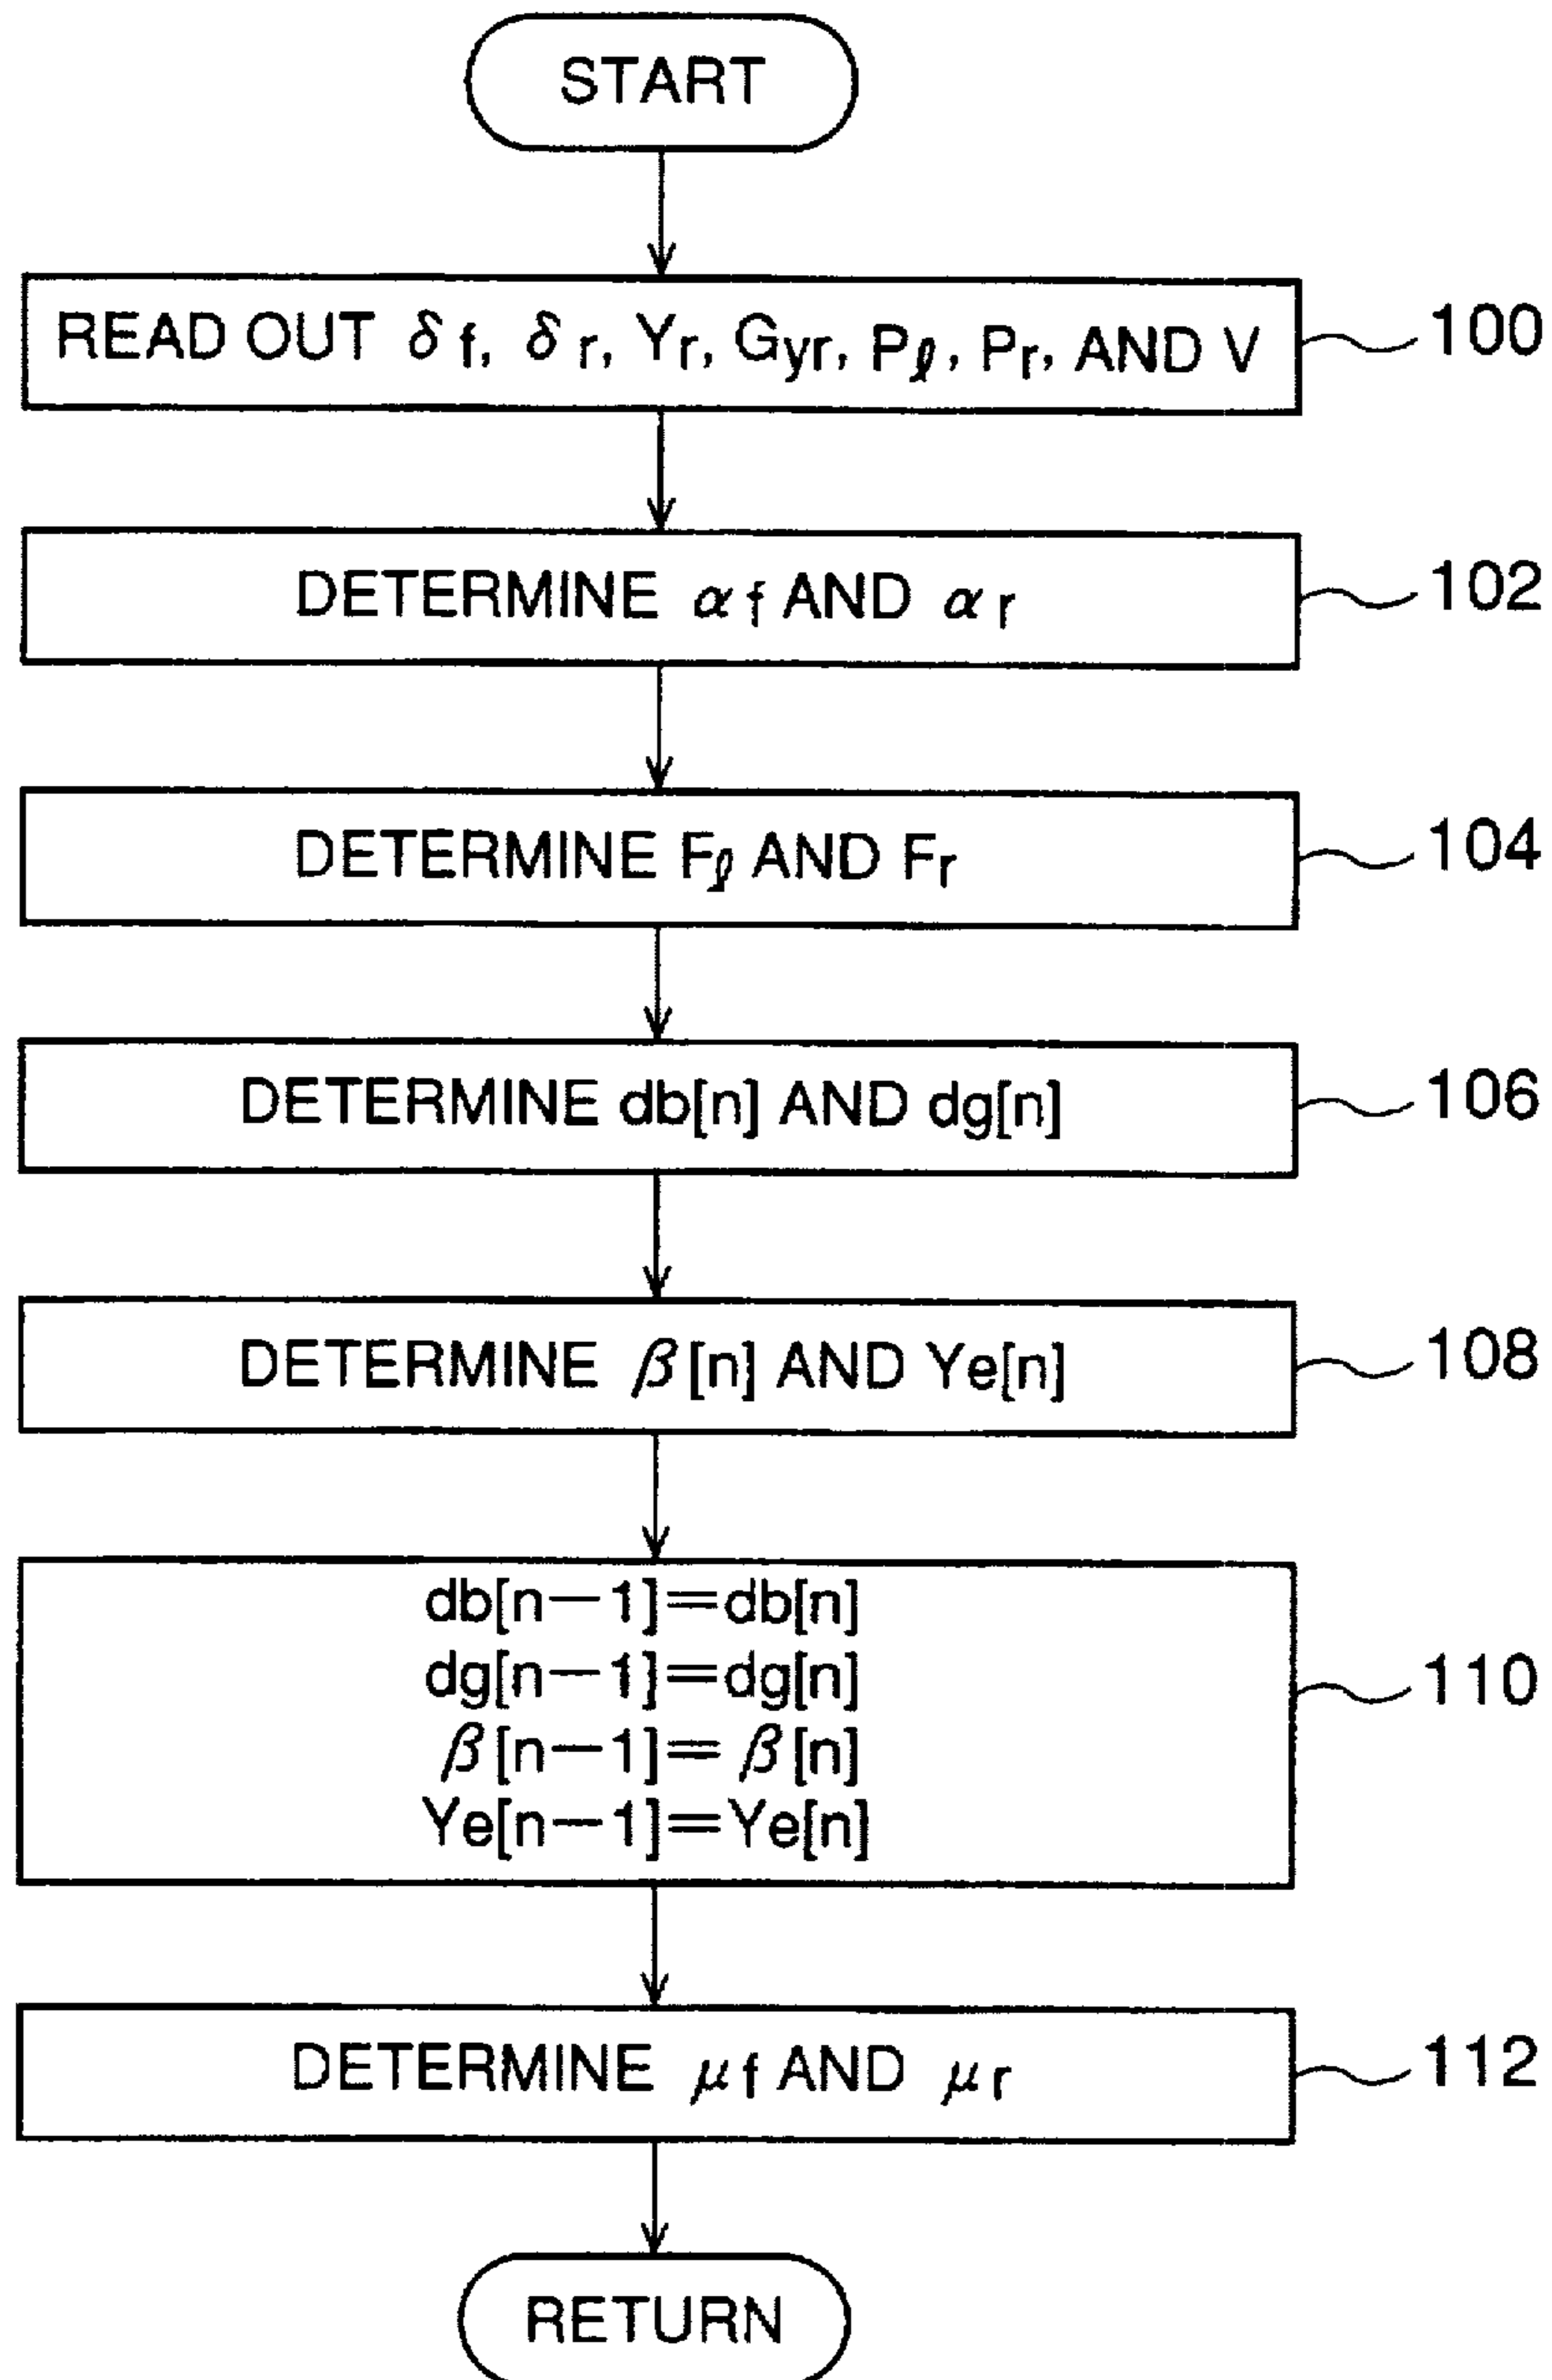 START
READ OUT δf, δr, Yr, Gyr, Pℓ, Pr, AND V
100
DETERMINE αf AND αr
102
DETERMINE Fℓ AND Fr
104
DETERMINE db[n] AND dg[n]
106
DETERMINE β[n] AND Ye[n]
108
db[n−1]=db[n]
dg[n−1]=dg[n]
β[n−1]=β[n]
Ye[n−1]=Ye[n]
110
DETERMINE μf AND μr
112
RETURN